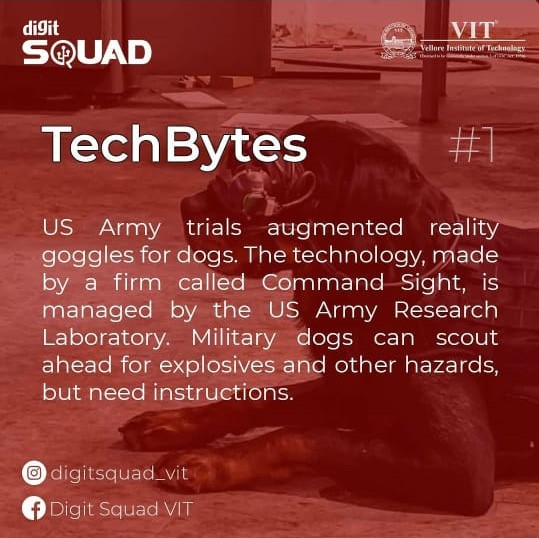 digit
SQUAD
VIT®
Vellore Institute of Technology
TechBytes
#1
US Army trials augmented reality
goggles for dogs. The technology, made
by a firm called Command Sight, is
managed by the US Army Research
Laboratory. Military dogs can scout
ahead for explosives and other hazards,
but need instructions.
digitsquad_vit
Digit Squad VIT